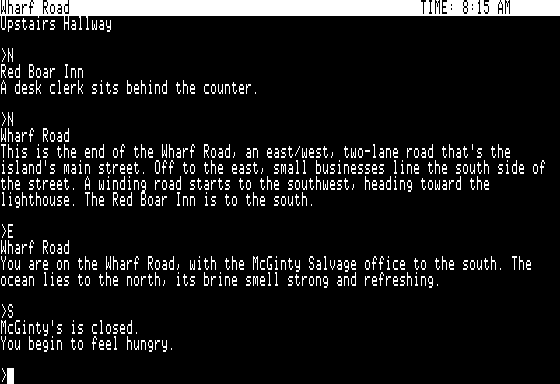 Wharf Road TIME: 8:15 AM
Upstairs Hallway
>N
Red Boar Inn
A desk clerk sits behind the counter.
>N
Wharf Road
This is the end of the Wharf Road, an east/west, two-lane road that's the
island's main street. Off to the east, small businesses line the south side of
the street. A winding road starts to the southwest, heading toward the
lighthouse. The Red Boar Inn is to the south.
>E
Wharf Road
You are on the Wharf Road, with the McGinty Salvage office to the south. The
ocean lies to the north, its brine smell strong and refreshing.
>S
McGinty's is closed.
You begin to feel hungry.
>